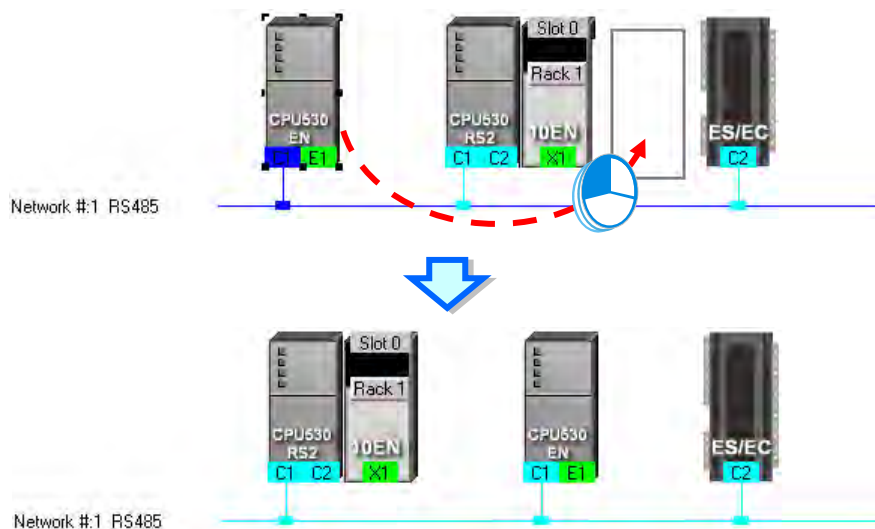 Slot 0
Rack 1
CPU530
EN
CPU530
RS2
10EN
ES/EC
C1 E1
C1 C2
X1
C2
Network #:1 RS485
Slot 0
Rack 1
CPU530
RS2
10EN
CPU530
EN
ES/EC
C1 C2
X1
C1 E1
C2
Network #:1 RS485